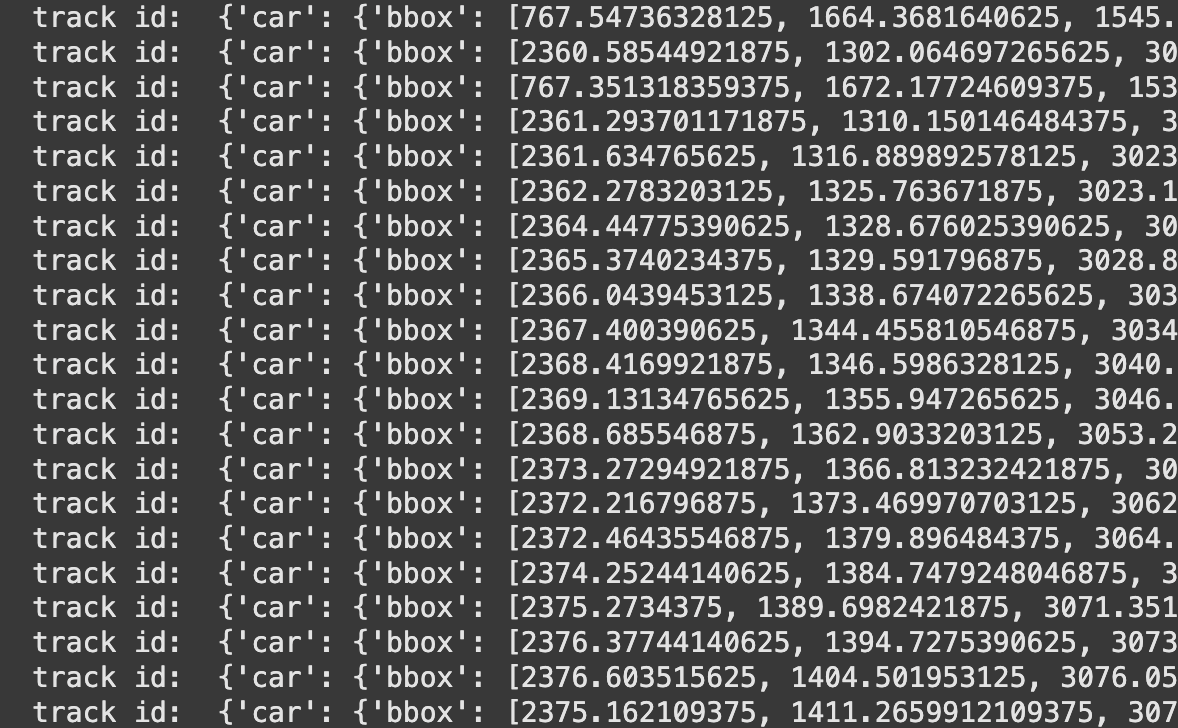 track id:  {'car': {'bbox': [767.54736328125, 1664.3681640625, 1545.
track id:  {'car': {'bbox': [2360.58544921875, 1302.064697265625, 30
track id:  {'car': {'bbox': [767.351318359375, 1672.17724609375, 153
track id:  {'car': {'bbox': [2361.293701171875, 1310.150146484375, 3
track id:  {'car': {'bbox': [2361.634765625, 1316.889892578125, 3023
track id:  {'car': {'bbox': [2362.2783203125, 1325.763671875, 3023.1
track id:  {'car': {'bbox': [2364.44775390625, 1328.676025390625, 30
track id:  {'car': {'bbox': [2365.3740234375, 1329.591796875, 3028.8
track id:  {'car': {'bbox': [2366.0439453125, 1338.674072265625, 303
track id:  {'car': {'bbox': [2367.400390625, 1344.455810546875, 3034
track id:  {'car': {'bbox': [2368.4169921875, 1346.5986328125, 3040.
track id:  {'car': {'bbox': [2369.13134765625, 1355.947265625, 3046.
track id:  {'car': {'bbox': [2368.685546875, 1362.9033203125, 3053.2
track id:  {'car': {'bbox': [2373.27294921875, 1366.813232421875, 30
track id:  {'car': {'bbox': [2372.216796875, 1373.469970703125, 3062
track id:  {'car': {'bbox': [2372.46435546875, 1379.896484375, 3064.
track id:  {'car': {'bbox': [2374.25244140625, 1384.7479248046875, 3
track id:  {'car': {'bbox': [2375.2734375, 1389.6982421875, 3071.351
track id:  {'car': {'bbox': [2376.37744140625, 1394.7275390625, 3073
track id:  {'car': {'bbox': [2376.603515625, 1404.501953125, 3076.05
track id:  {'car': {'bbox': [2375.162109375, 1411.2659912109375, 307